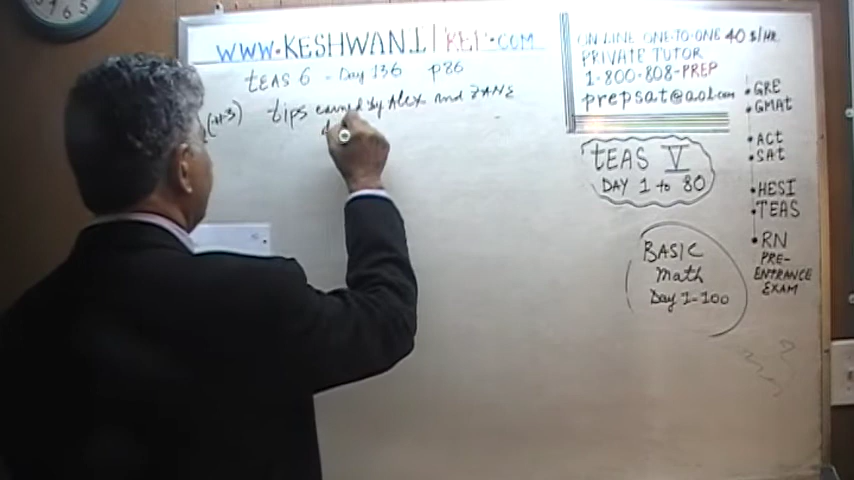 WWW.KESHWANI PREP.COM
TEAS 6 - Day 136 P86
tips earned by Alex and ZANE
ON LINE ONE-TO-ONE 40 $/HR
PRIVATE TUTOR
1-800-808-PREP
prepsat@aol.com
TEAS V
DAY 1 to 80
BASIC
math
Day 1-100
• GRE
• GMAT
• ACT
• SAT
• HESI
• TEAS
• RN
PRE-
ENTRANCE
EXAM